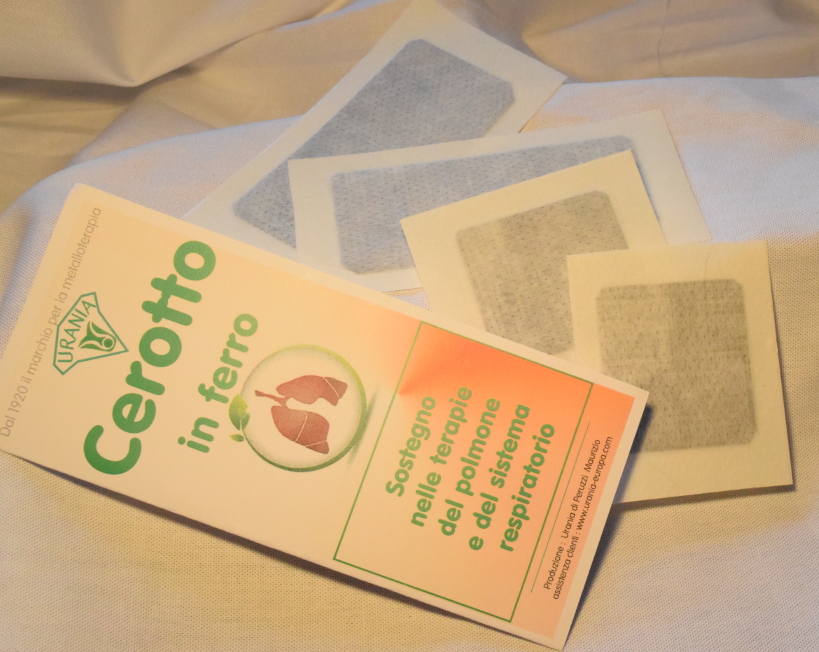 Dal 1920 il marchio per la metalloterapia
URANIA
Cerotto
in ferro
Sostegno
nelle terapie
del polmone
e del sistema
respiratorio
Produzione : Urania di Peruzzi Maurizio
assistenza clienti : www.urania-europa.com